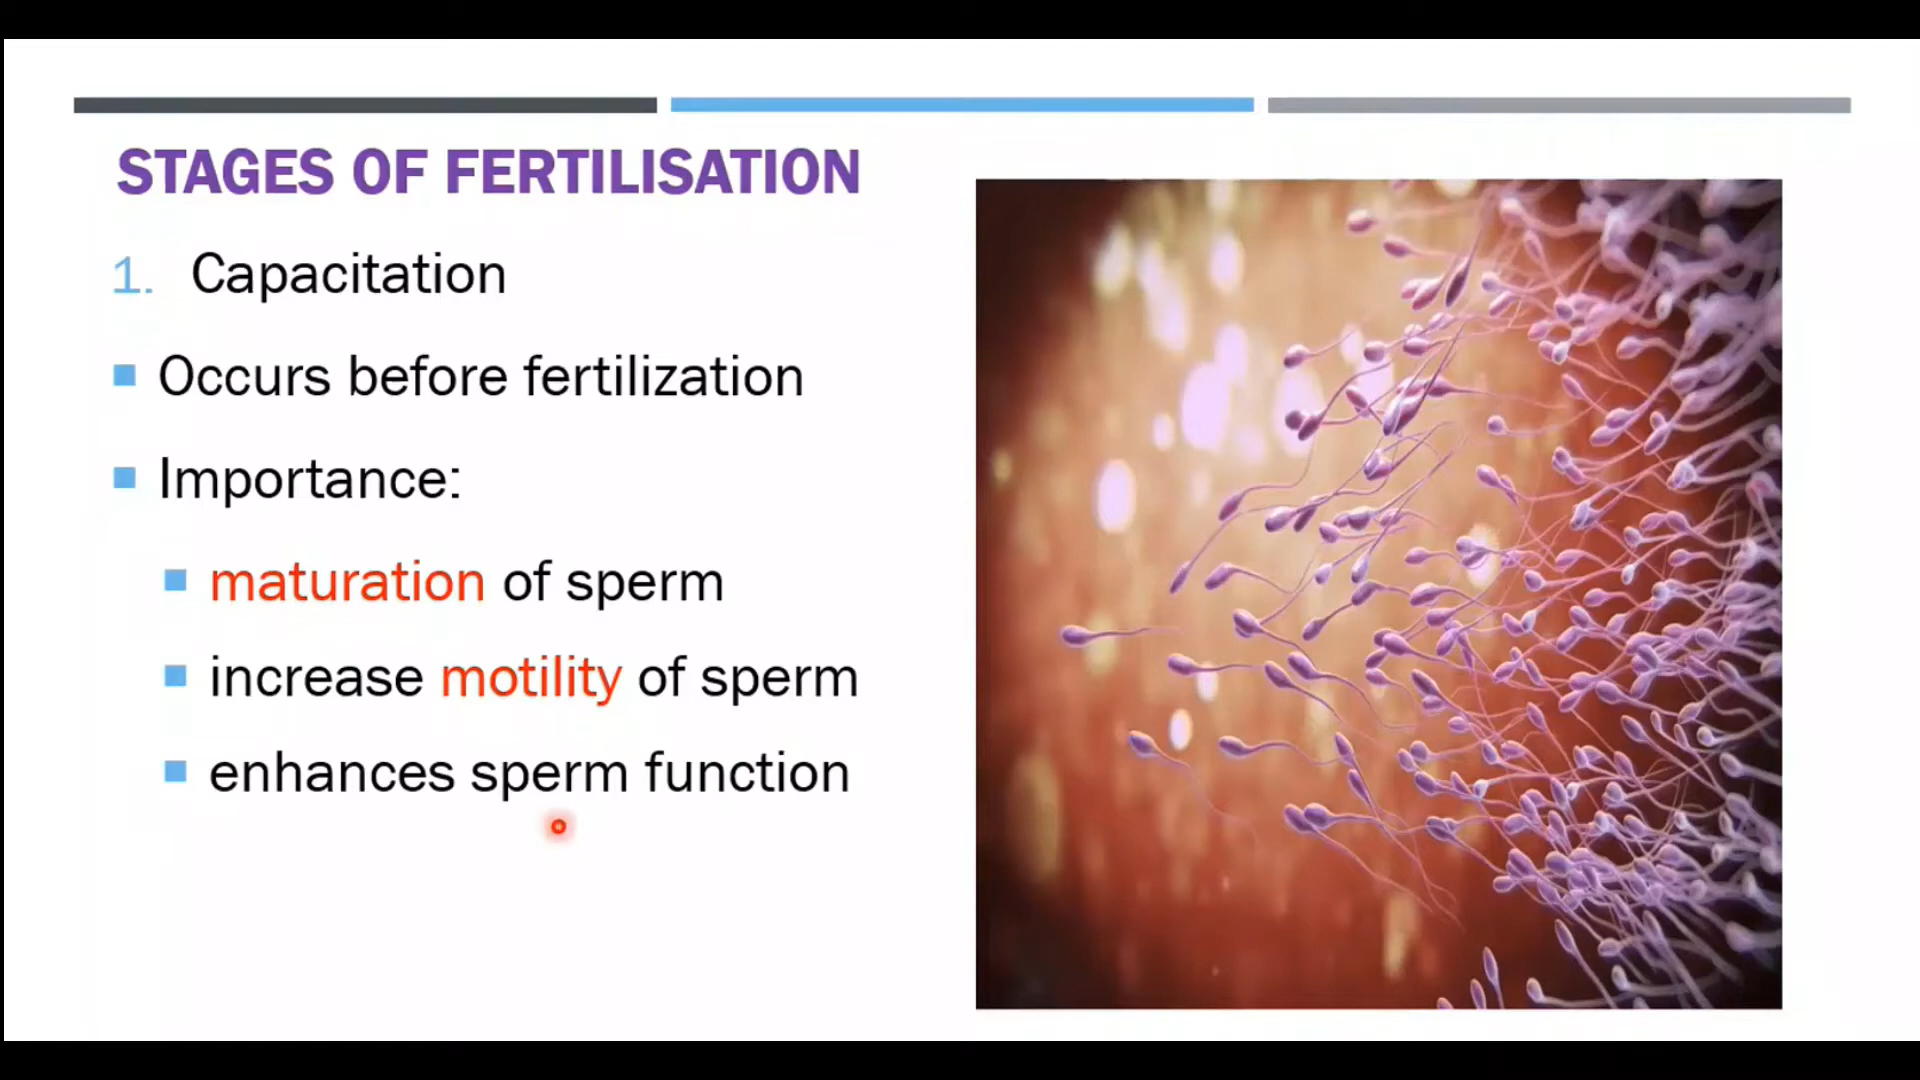 STAGES OF FERTILISATION
1. Capacitation
Occurs before fertilization
Importance:
maturation of sperm
increase motility of sperm
enhances sperm function